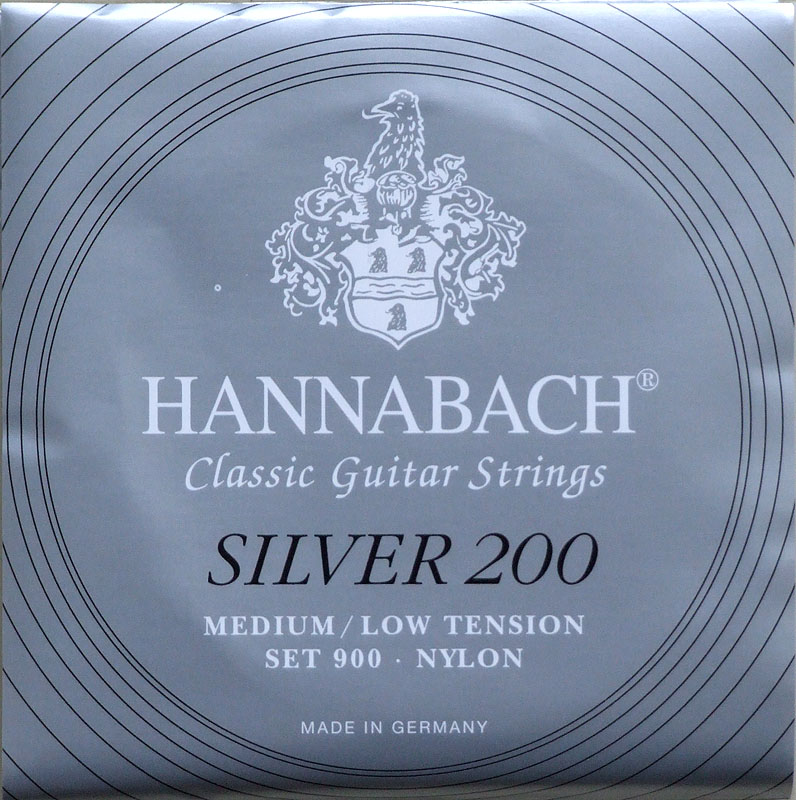 HANNABACH®
Classic Guitar Strings
SILVER 200
MEDIUM / LOW TENSION
SET 900 · NYLON
MADE IN GERMANY